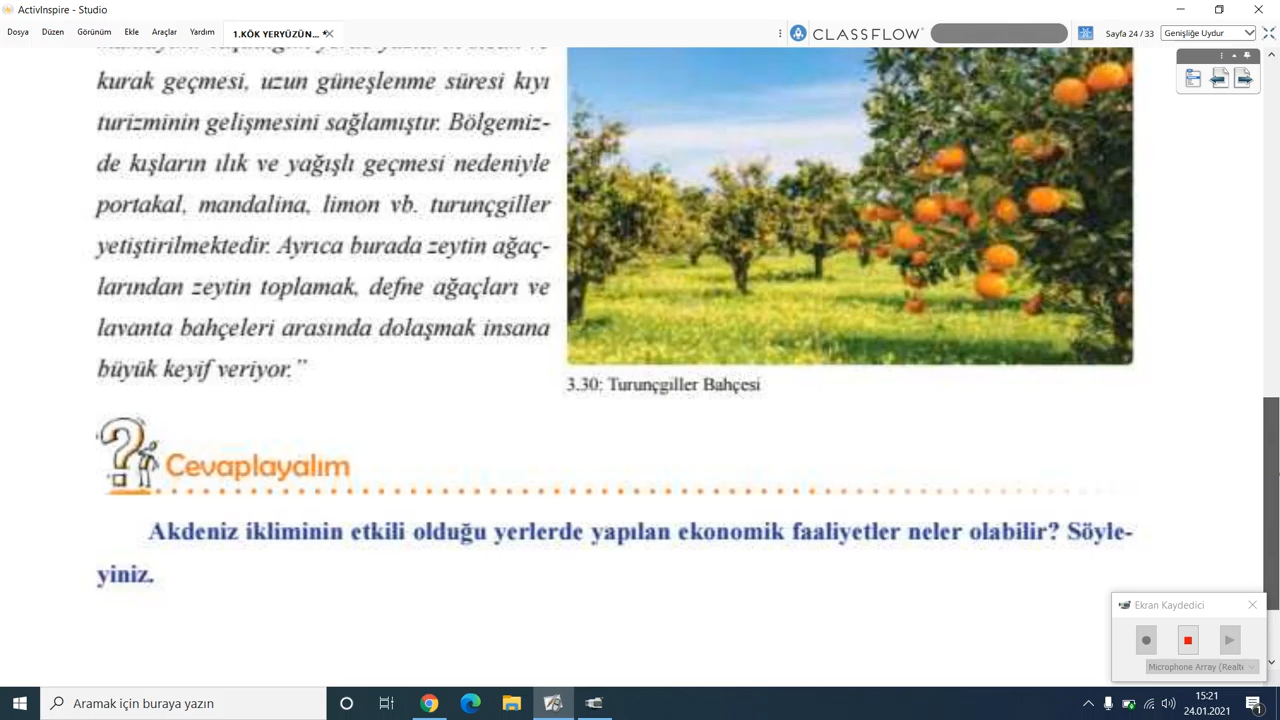 ActivInspire - Studio
Dosya Düzen Görünüm Ekle Araçlar Yardım 1.KÖK YERYÜZÜN... * CLASSFLOW Sayfa 24 / 33 Genişliğe Uydur
kurak geçmesi, uzun güneşlenme süresi kıyı
turizminin gelişmesini sağlamıştır. Bölgemiz-
de kışların ılık ve yağışlı geçmesi nedeniyle
portakal, mandalina, limon vb. turunçgiller
yetiştirilmektedir. Ayrıca burada zeytin ağaç-
larından zeytin toplamak, defne ağaçları ve
lavanta bahçeleri arasında dolaşmak insana
büyük keyif veriyor.”
3.30: Turunçgiller Bahçesi
Cevaplayalım
Akdeniz ikliminin etkili olduğu yerlerde yapılan ekonomik faaliyetler neler olabilir? Söyle-
yiniz.
Ekran Kaydedici
Microphone Array (Realte
Aramak için buraya yazın
15:21
24.01.2021
1